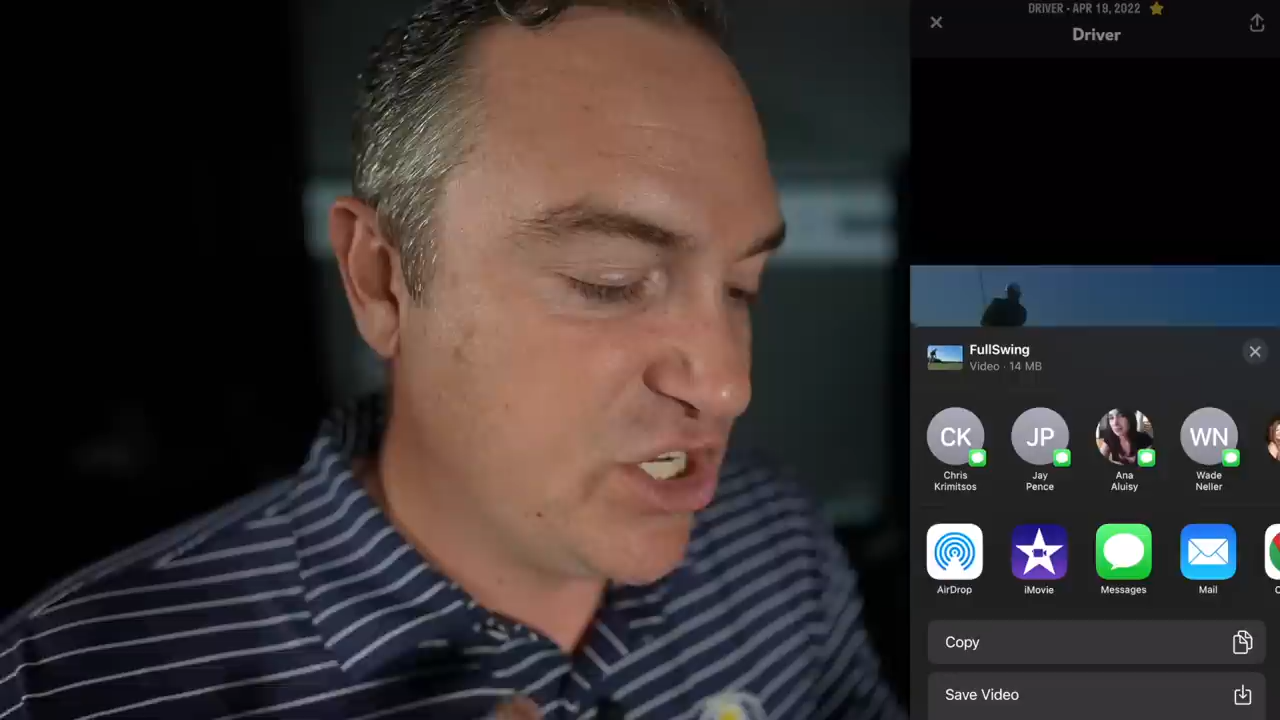 DRIVER - APR 19, 2022
Driver
FullSwing
Video · 14 MB
CK
JP
WN
Chris
Krimitsos
Jay
Pence
Ana
Aluisy
Wade
Neller
AirDrop
iMovie
Messages
Mail
Copy
Save Video